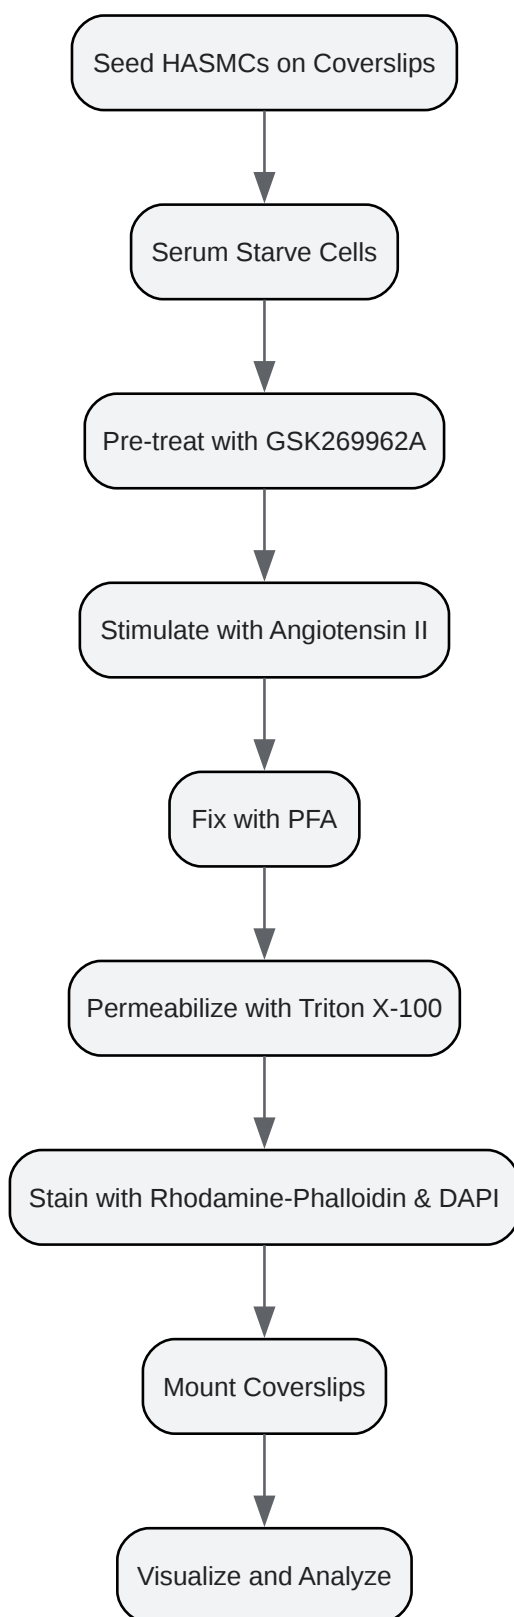 Seed HASMCs on Coverslips
Serum Starve Cells
Pre-treat with GSK269962A
Stimulate with Angiotensin II
Fix with PFA
Permeabilize with Triton X-100
Stain with Rhodamine-Phalloidin & DAPI
Mount Coverslips
Visualize and Analyze